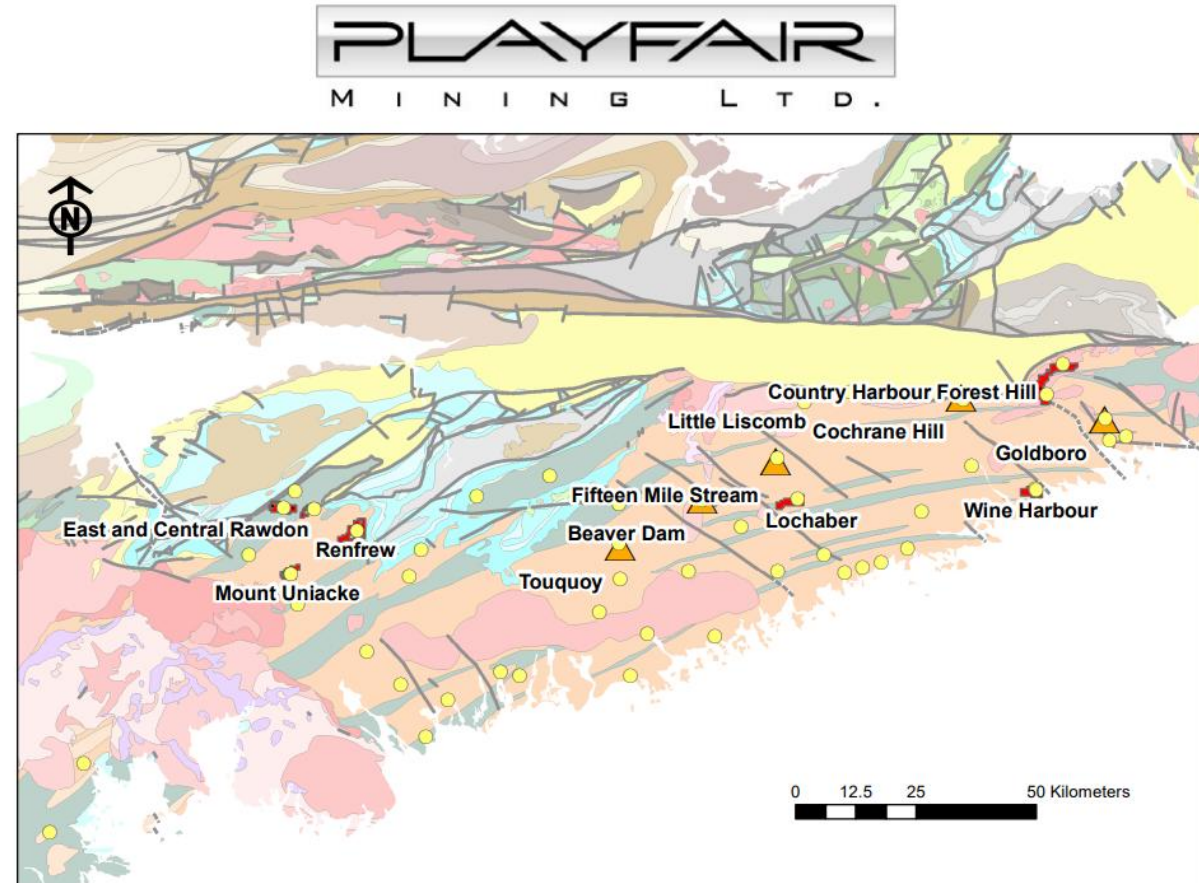 PLAYFAIR
MINING LTD.
N
Country Harbour Forest Hill
Little Liscomb
Cochrane Hill
Goldboro
Fifteen Mile Stream
Lochaber
Wine Harbour
East and Central Rawdon
Renfrew
Beaver Dam
Touquoy
Mount Uniacke
0 12.5 25 50 Kilometers